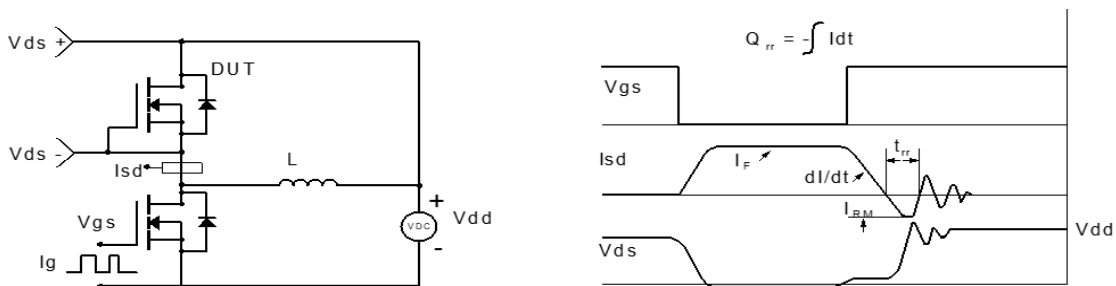 Vds +
DUT
Vds -
Isd
L
Vgs
Ig
+
VDC
-
Vdd
Q rr = - ∫ Idt
Vgs
Isd
I F
dI/dt
t rr
I RM
Vds
Vdd